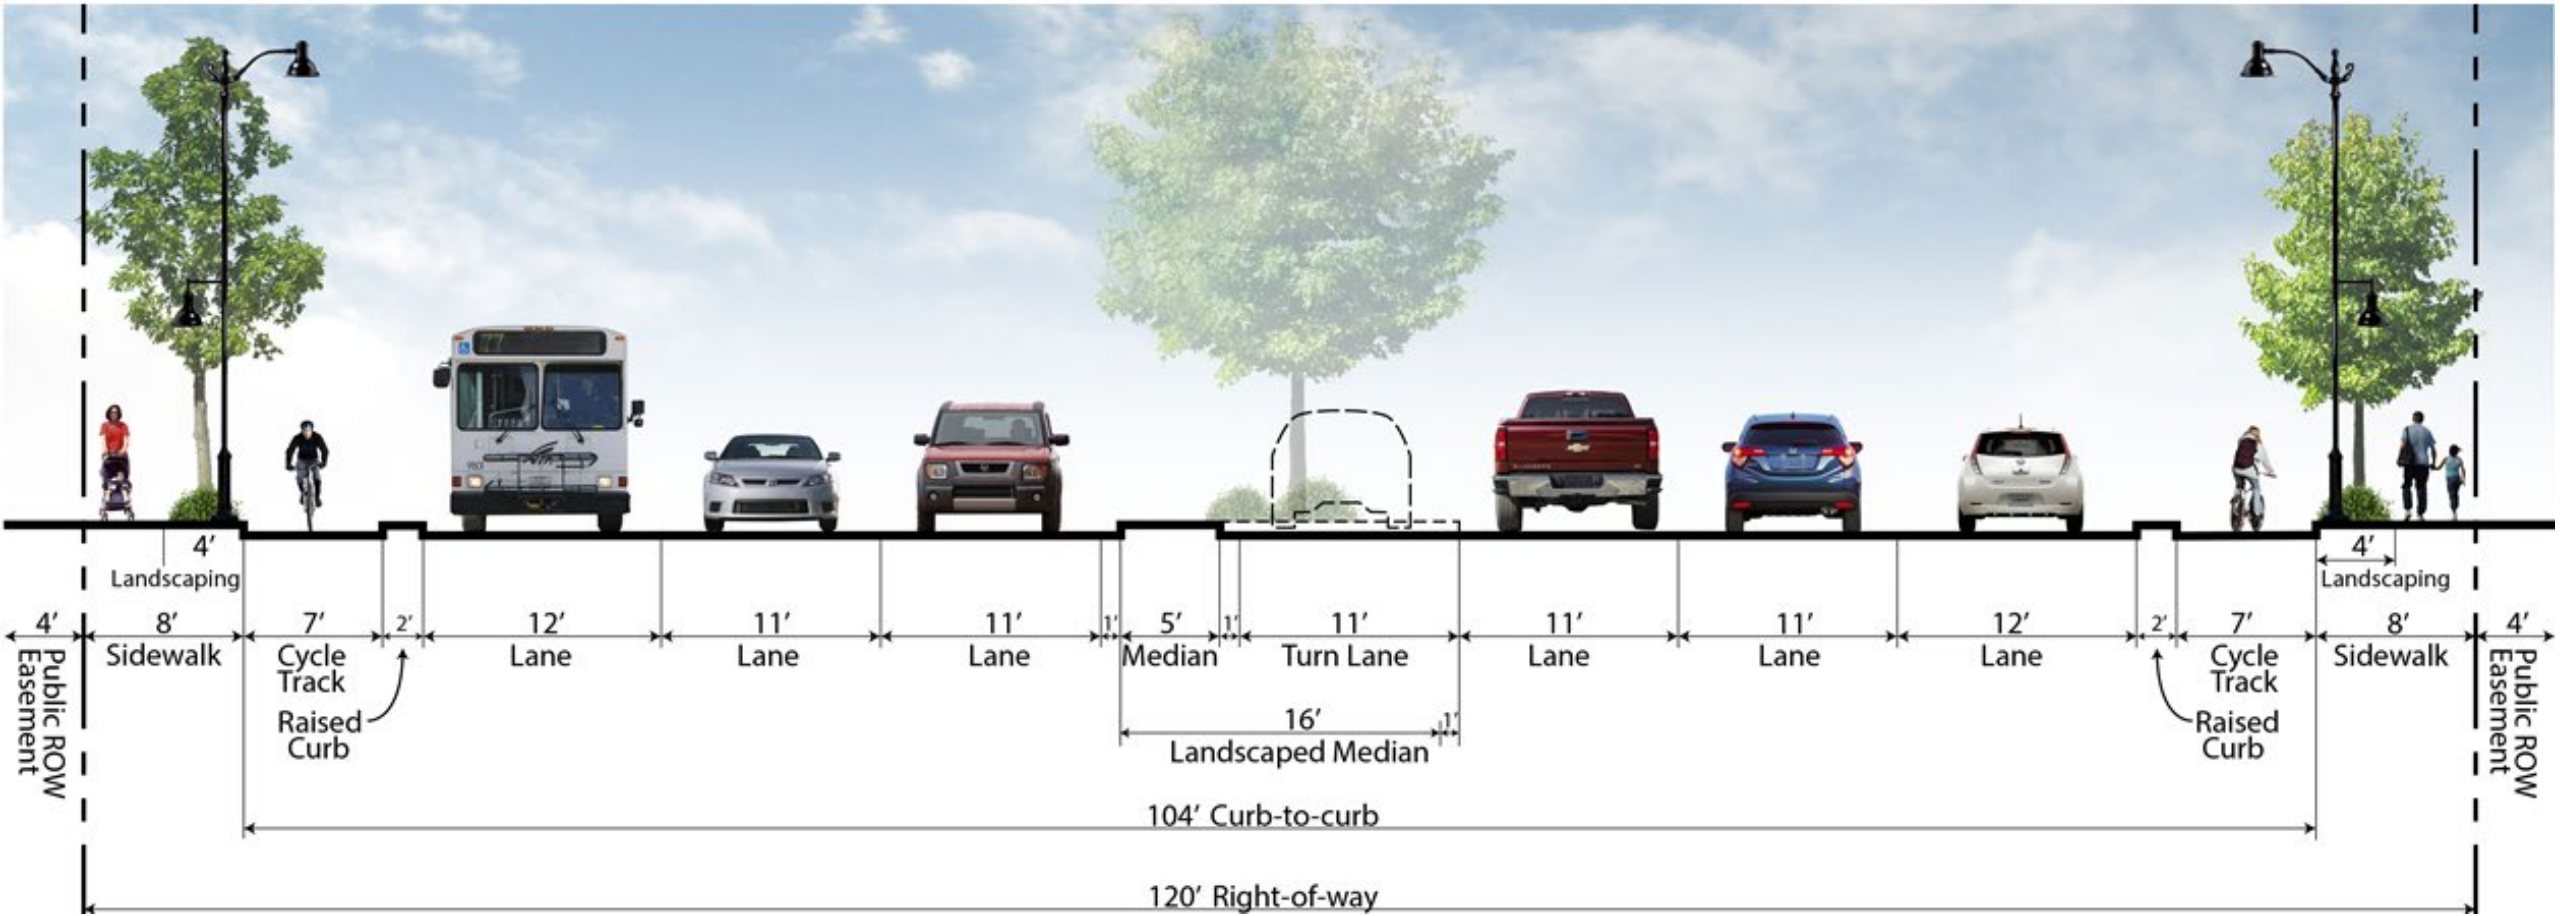 77
4′
4′
Landscaping
Landscaping
4′
8′
7′
2′
12′
11′
11′
1′
5′
1′
11′
11′
11′
12′
2′
7′
8′
4′
Public ROW
Easement
Sidewalk
Cycle
Track
Lane
Lane
Lane
Median
Turn Lane
Lane
Lane
Lane
Cycle
Track
Sidewalk
Public ROW
Easement
Raised
Curb
16′
1′
Landscaped Median
Raised
Curb
104′ Curb-to-curb
120′ Right-of-way